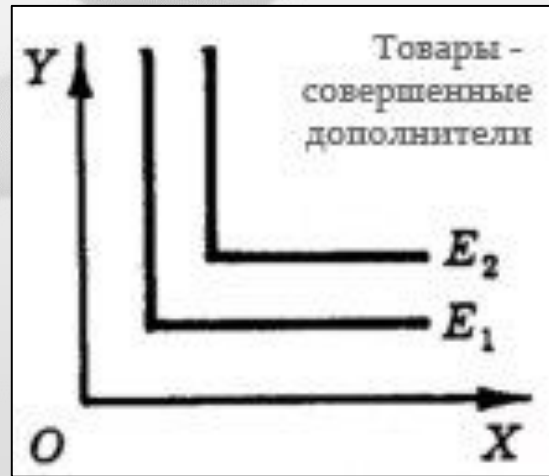 Y
Товары -
совершенные
дополнители
E₂
E₁
O
X